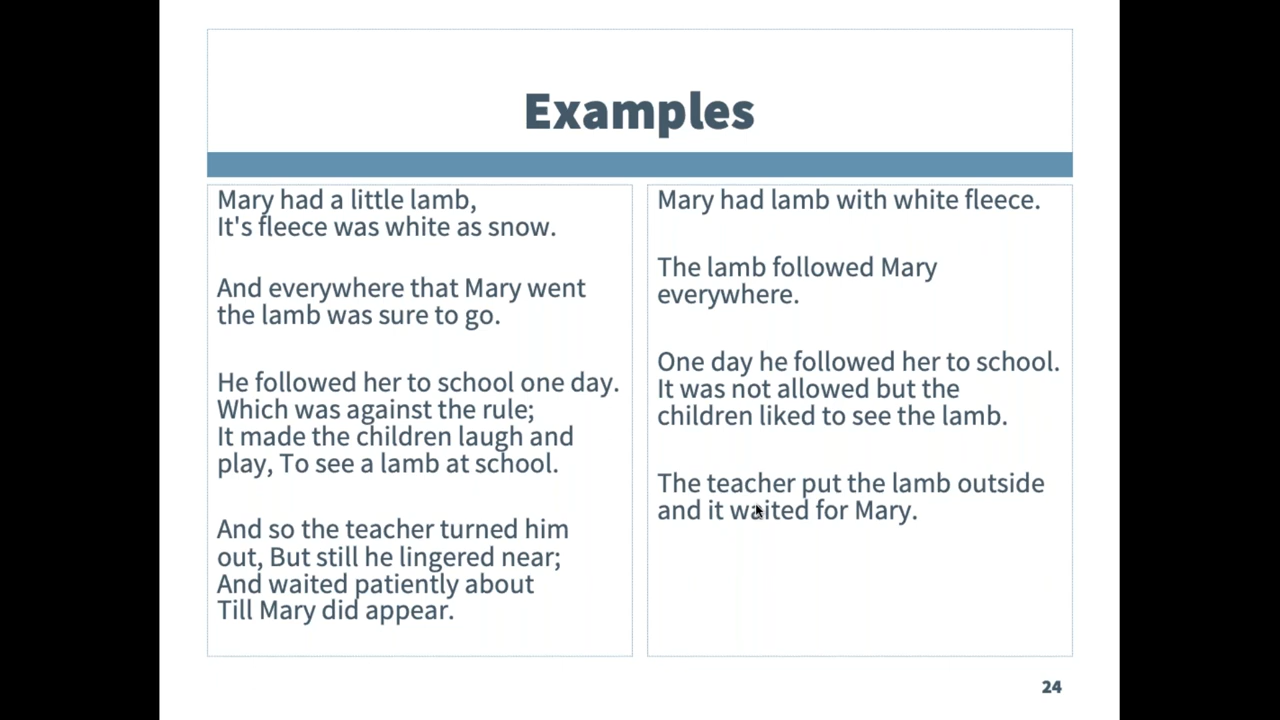 Examples
Mary had a little lamb,
It's fleece was white as snow.
And everywhere that Mary went
the lamb was sure to go.
He followed her to school one day.
Which was against the rule;
It made the children laugh and
play, To see a lamb at school.
And so the teacher turned him
out, But still he lingered near;
And waited patiently about
Till Mary did appear.
Mary had lamb with white fleece.
The lamb followed Mary
everywhere.
One day he followed her to school.
It was not allowed but the
children liked to see the lamb.
The teacher put the lamb outside
and it waited for Mary.
24